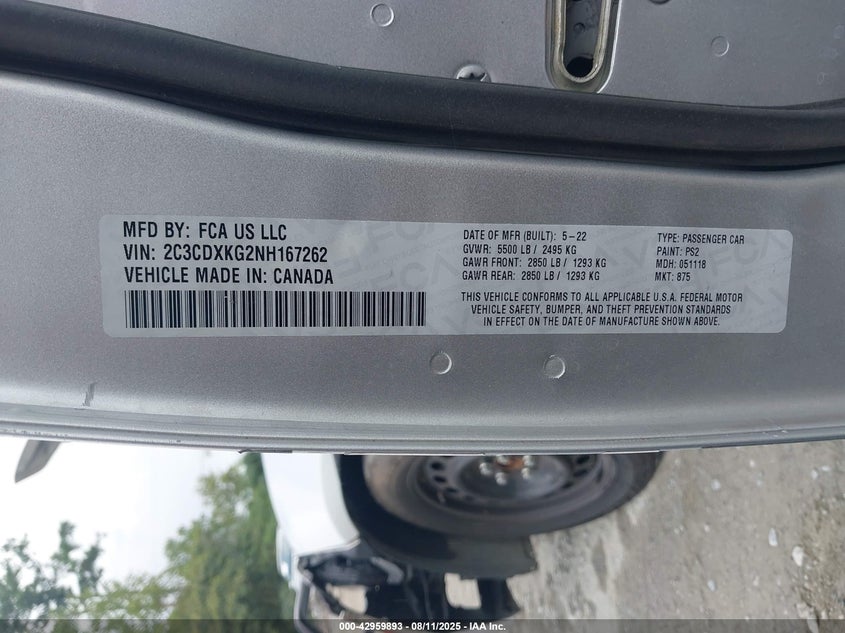 MFD BY: FCA US LLC
VIN: 2C3CDXKG2NH167262
VEHICLE MADE IN: CANADA
DATE OF MFR (BUILT): 5-22
GVWR: 5500 LB / 2495 KG
GAWR FRONT: 2850 LB / 1293 KG
GAWR REAR: 2850 LB / 1293 KG
TYPE: PASSENGER CAR
PAINT: PS2
MDH: 051118
MKT: 875
THIS VEHICLE CONFORMS TO ALL APPLICABLE U.S.A. FEDERAL MOTOR
VEHICLE SAFETY, BUMPER, AND THEFT PREVENTION STANDARDS
IN EFFECT ON THE DATE OF MANUFACTURE SHOWN ABOVE.
000-42959893 - 08/11/2025 - IAA Inc.